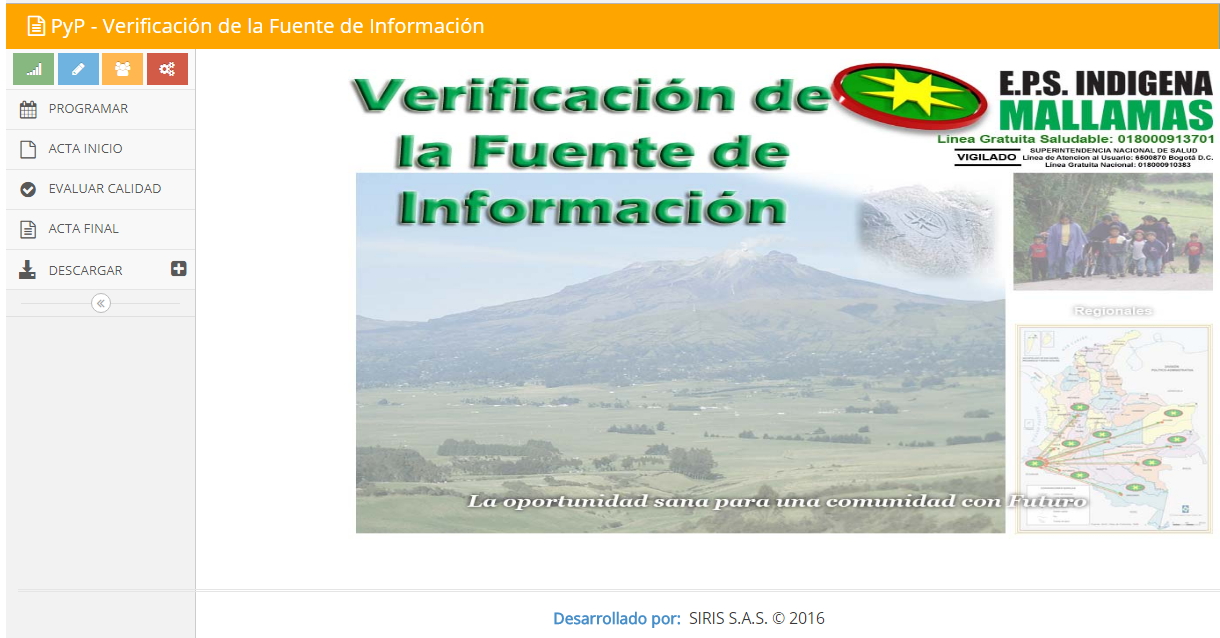 PyP - Verificación de la Fuente de Información
PROGRAMAR
ACTA INICIO
EVALUAR CALIDAD
ACTA FINAL
DESCARGAR
Verificación de
la Fuente de
Información
E.P.S. INDIGENA
MALLAMAS
Linea Gratuita Saludable: 018000913701
SUPERINTENDENCIA NACIONAL DE SALUD
VIGILADO Linea de Atencion al Usuario: 6500870 Bogotá D.C.
Linea Gratuita Nacional: 018000910383
Regionales
La oportunidad sana para una comunidad con Futuro
Desarrollado por: SIRIS S.A.S. © 2016